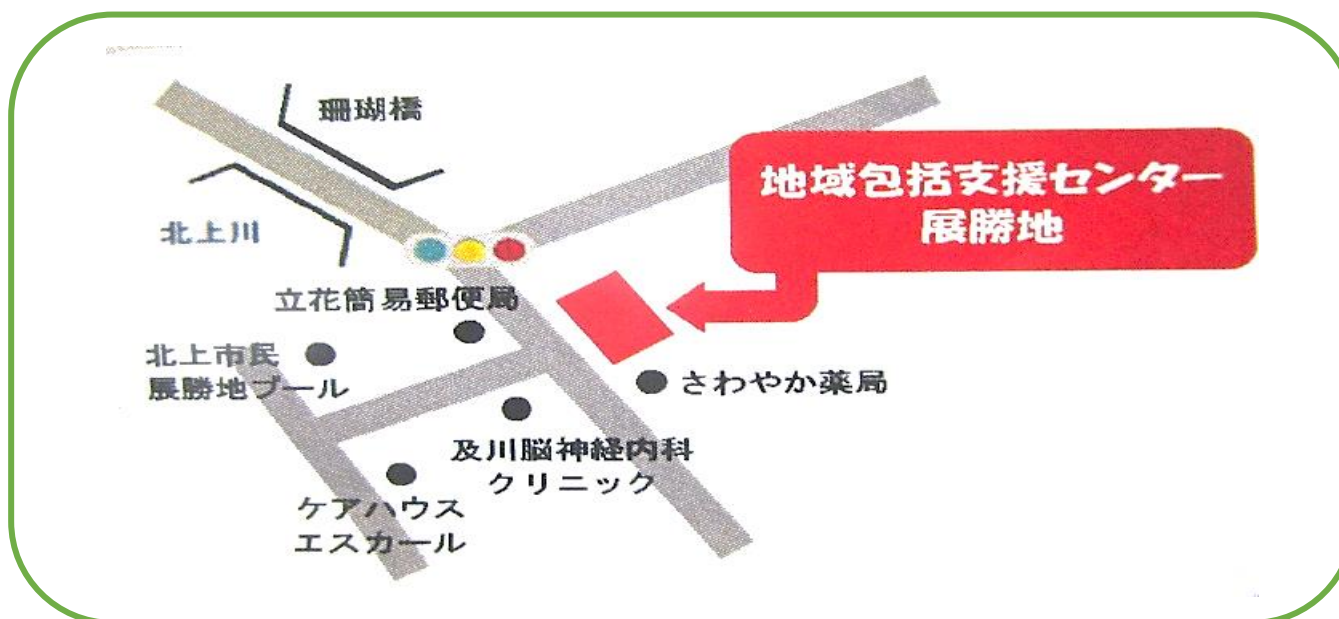 珊瑚橋
北上川
地域包括支援センター
展勝地
立花簡易郵便局
北上市民
展勝地プール
さわやか薬局
及川脳神経内科
クリニック
ケアハウス
エスカール